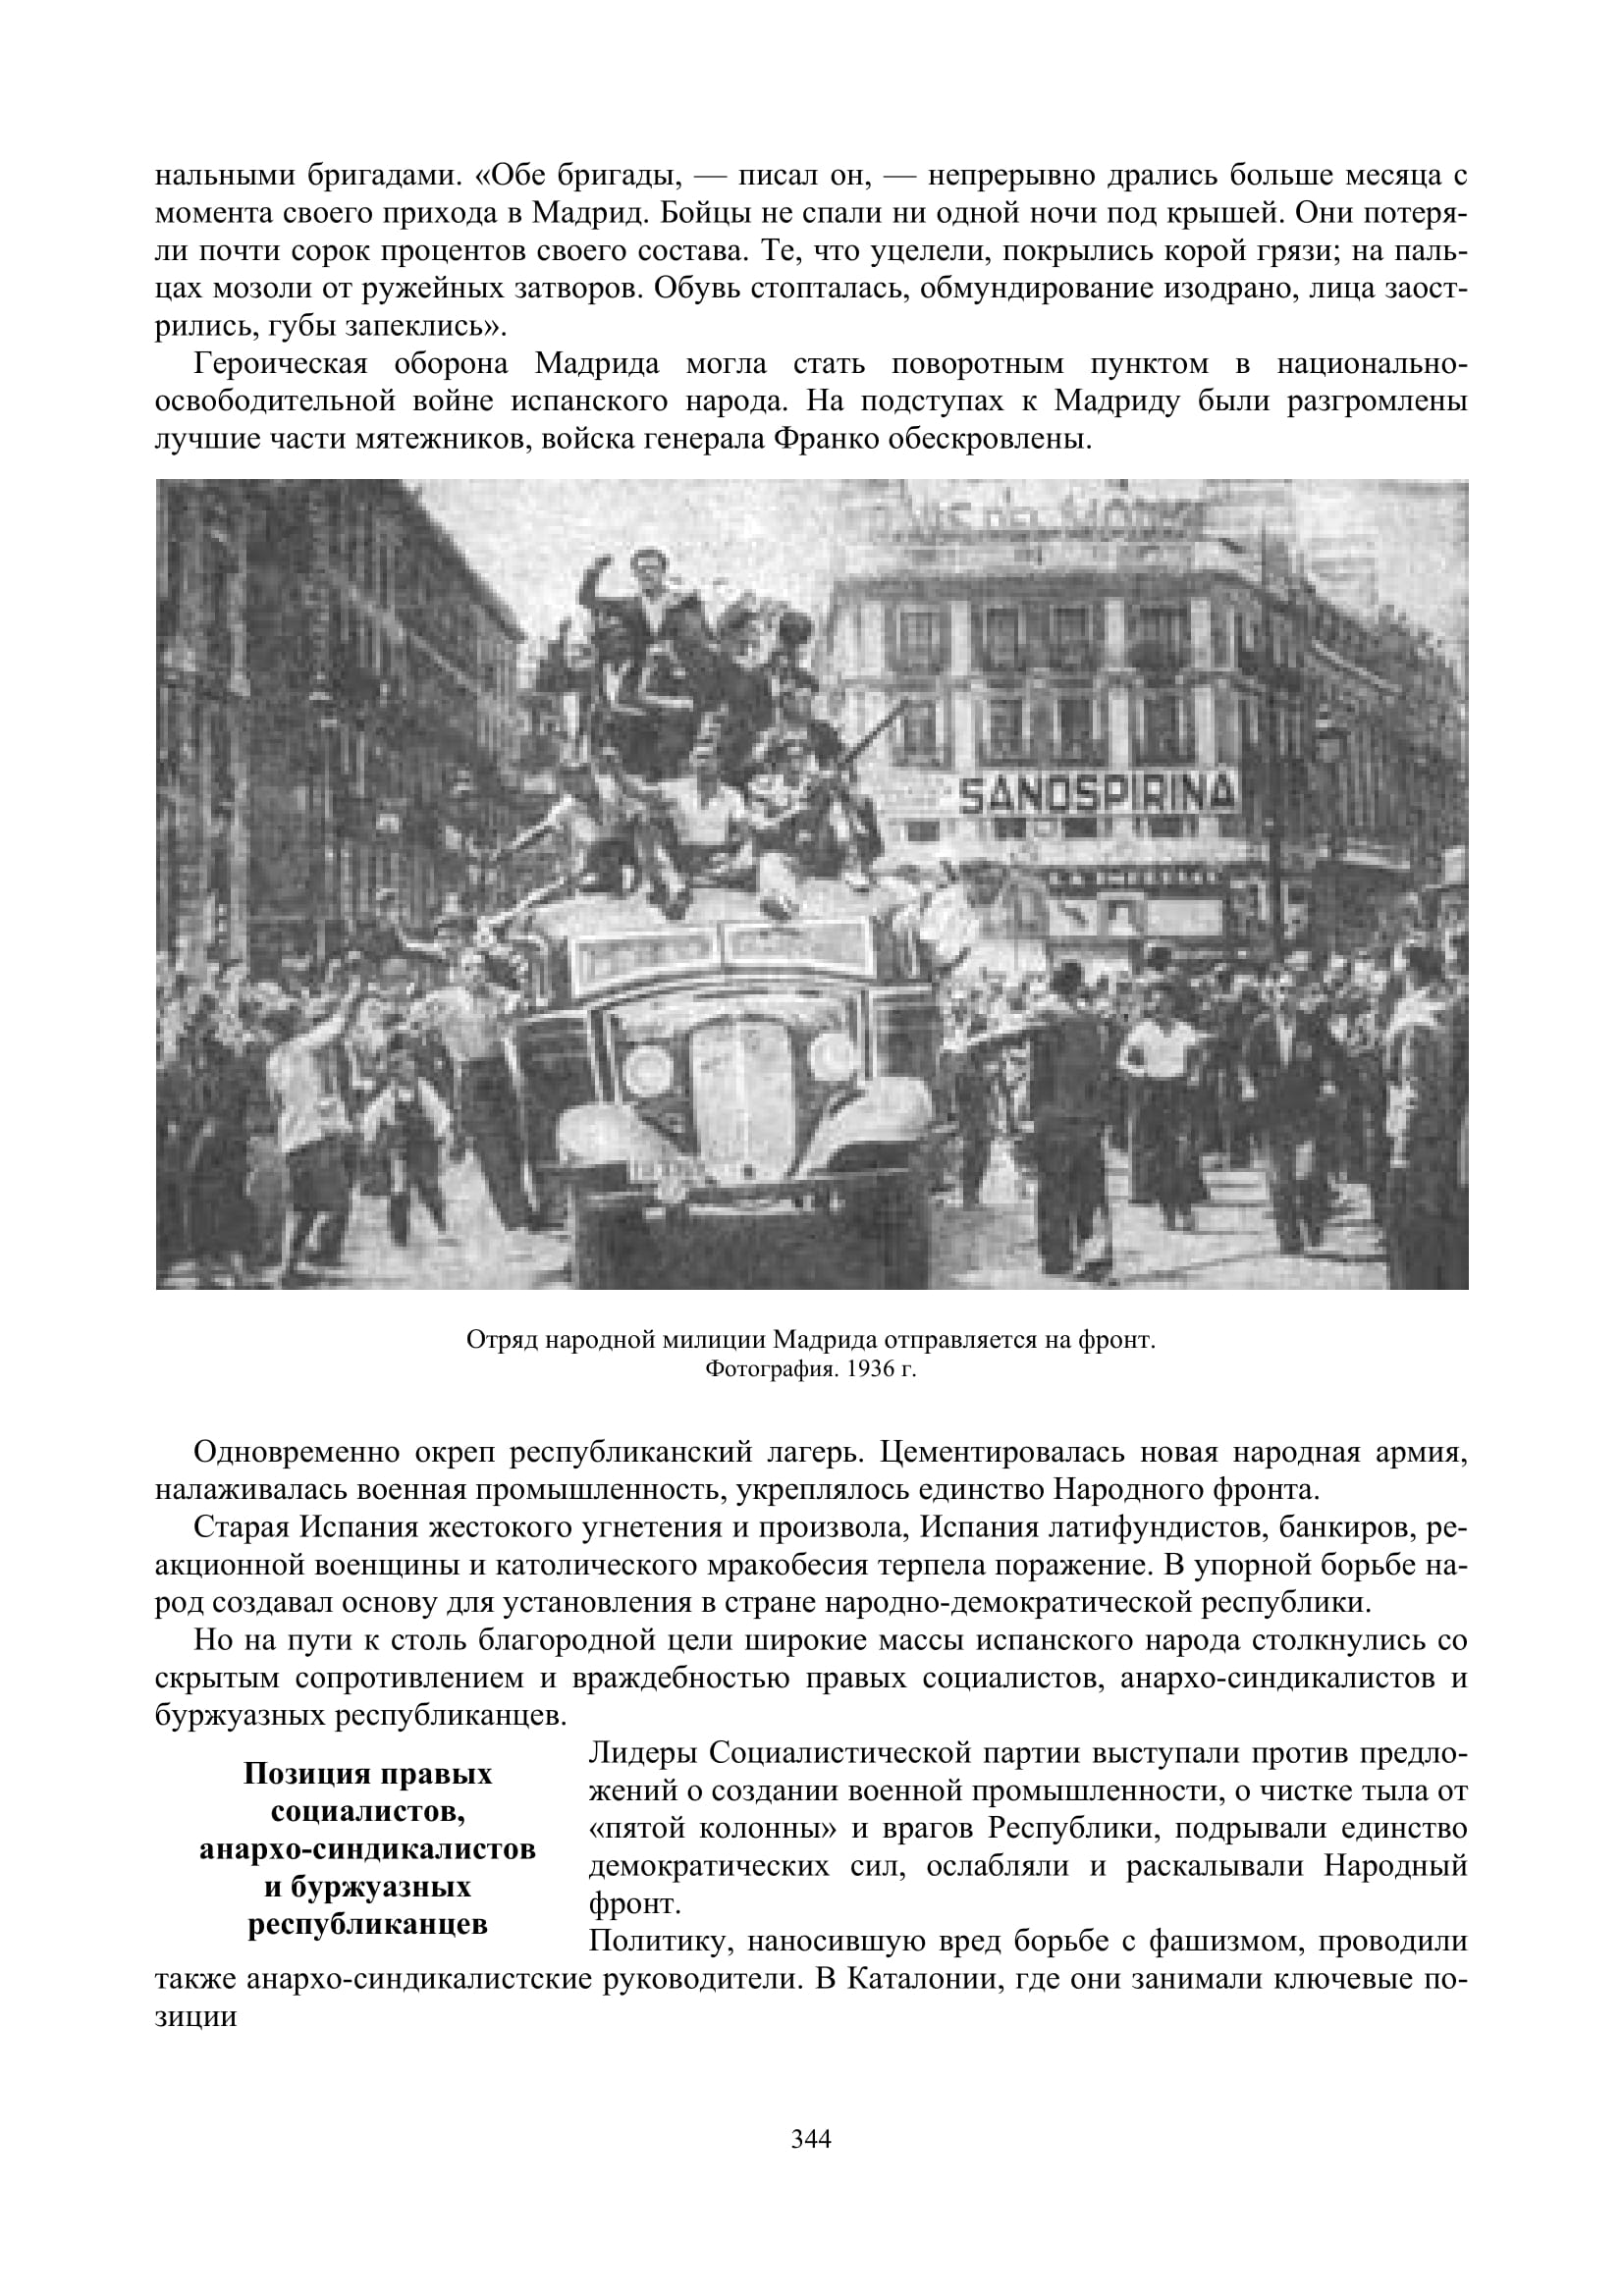 нальными бригадами. «Обе бригады, — писал он, — непрерывно дрались больше месяца с
момента своего прихода в Мадрид. Бойцы не спали ни одной ночи под крышей. Они потеря-
ли почти сорок процентов своего состава. Те, что уцелели, покрылись корой грязи; на паль-
цах мозоли от ружейных затворов. Обувь стопталась, обмундирование изодрано, лица заост-
рились, губы запеклись».
Героическая оборона Мадрида могла стать поворотным пунктом в национально-
освободительной войне испанского народа. На подступах к Мадриду были разгромлены
лучшие части мятежников, войска генерала Франко обескровлены.
SANOSPIRINA
Отряд народной милиции Мадрида отправляется на фронт.
Фотография. 1936 г.
Одновременно окреп республиканский лагерь. Цементировалась новая народная армия,
налаживалась военная промышленность, укреплялось единство Народного фронта.
Старая Испания жестокого угнетения и произвола, Испания латифундистов, банкиров, ре-
акционной военщины и католического мракобесия терпела поражение. В упорной борьбе на-
род создавал основу для установления в стране народно-демократической республики.
Но на пути к столь благородной цели широкие массы испанского народа столкнулись со
скрытым сопротивлением и враждебностью правых социалистов, анархо-синдикалистов и
буржуазных республиканцев.
Позиция правых
социалистов,
анархо-синдикалистов
и буржуазных
республиканцев
Лидеры Социалистической партии выступали против предло-
жений о создании военной промышленности, о чистке тыла от
«пятой колонны» и врагов Республики, подрывали единство
демократических сил, ослабляли и раскалывали Народный
фронт.
Политику, наносившую вред борьбе с фашизмом, проводили
также анархо-синдикалистские руководители. В Каталонии, где они занимали ключевые по-
зиции
344